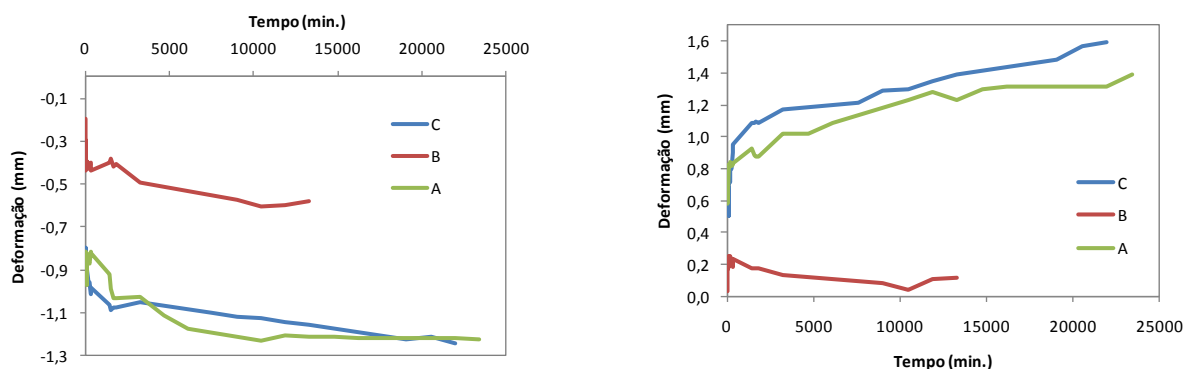 Tempo (min.)
0 5000 10000 15000 20000 25000
-0,1
-0,3
-0,5
-0,7
-0,9
-1,1
-1,3
Deformação (mm)
C
B
A
1,6
1,4
1,2
1,0
0,8
0,6
0,4
0,2
0,0
Deformação (mm)
C
B
A
0 5000 10000 15000 20000 25000
Tempo (min.)